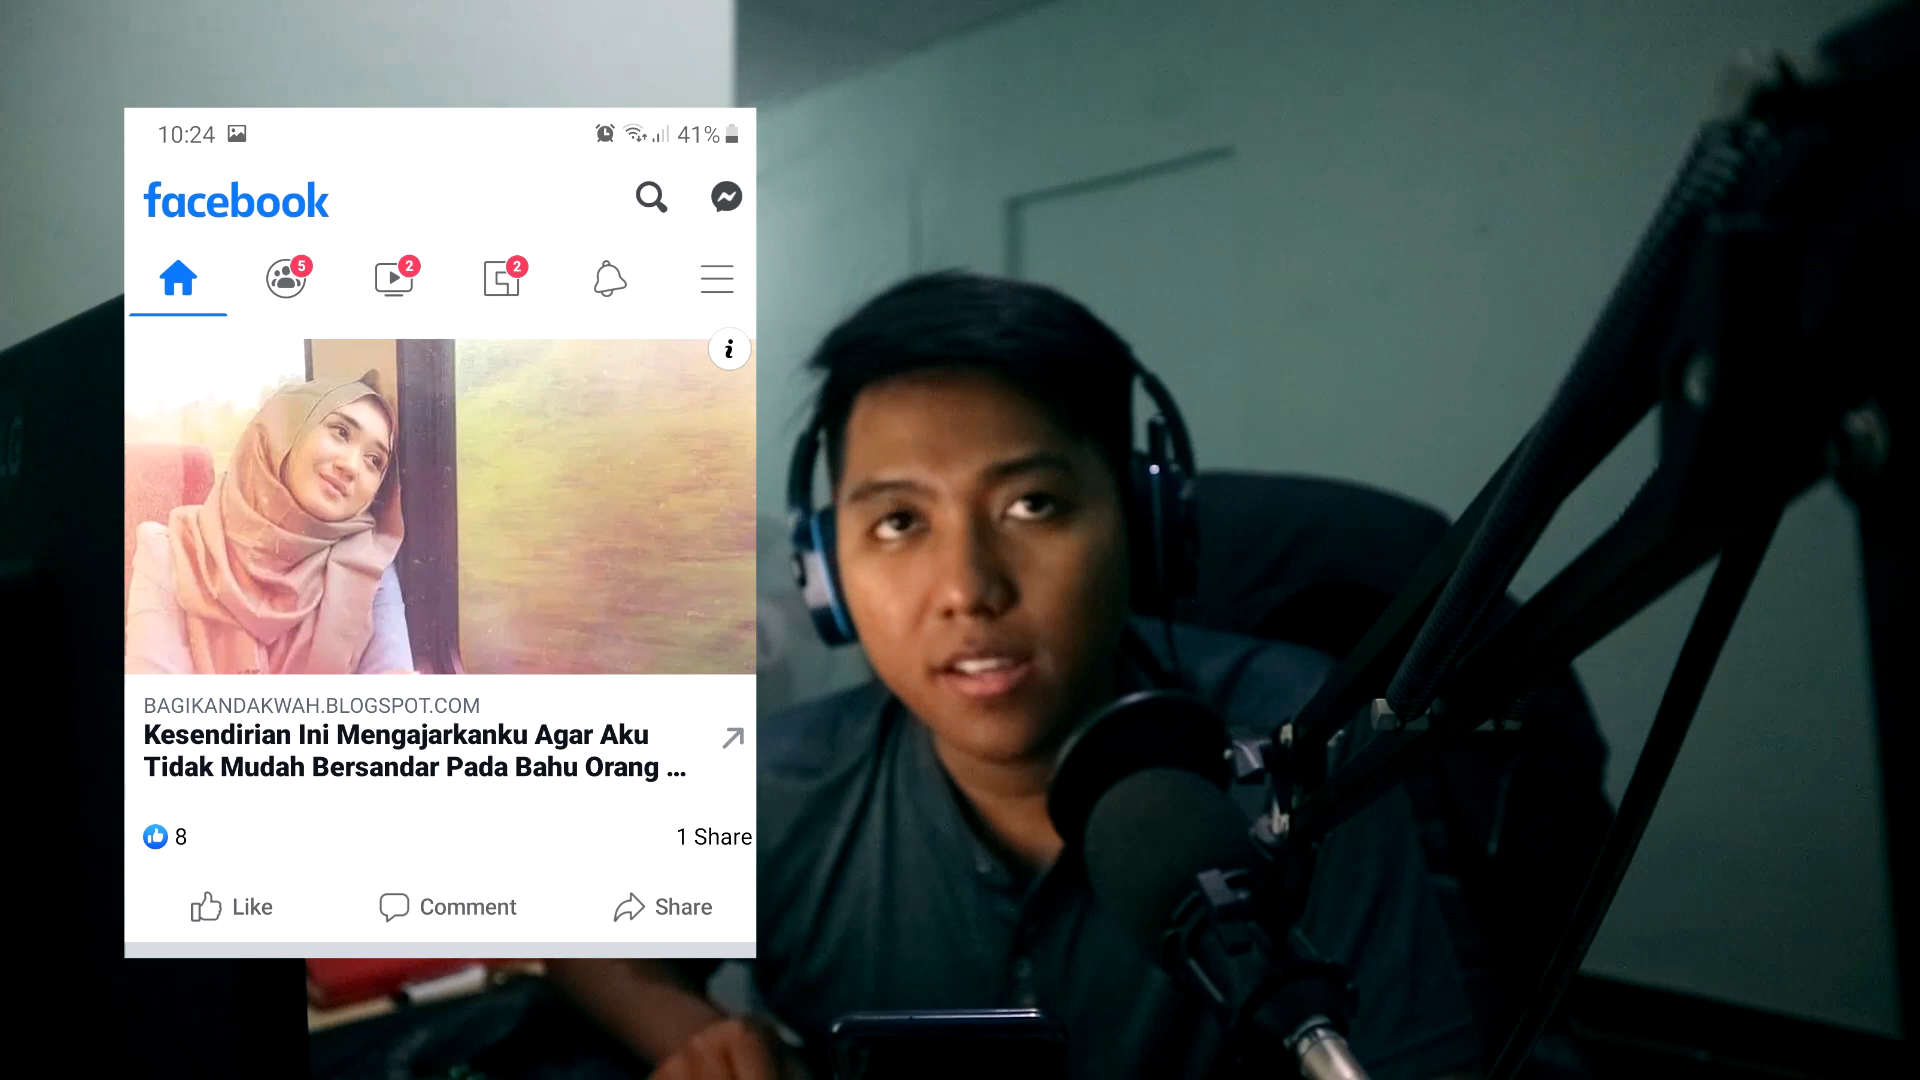 10:24
41%
facebook
5
2
2
i
BAGIKANDAKWAH.BLOGSPOT.COM
Kesendirian Ini Mengajarkanku Agar Aku
Tidak Mudah Bersandar Pada Bahu Orang ...
8
1 Share
Like
Comment
Share